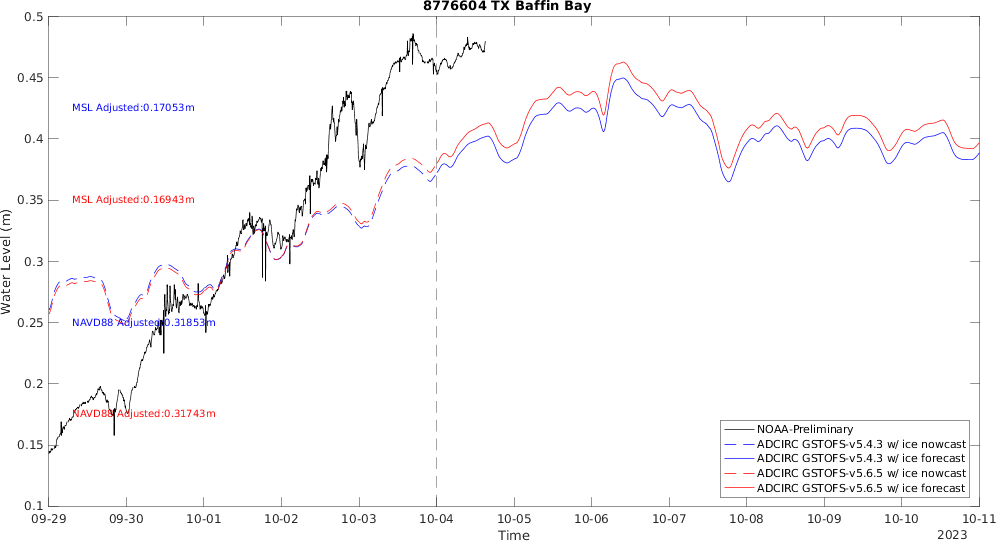 8776604 TX Baffin Bay
0.5
0.45
0.4
0.35
0.3
0.25
0.2
0.15
0.1
Water Level (m)
MSL Adjusted:0.17053m
MSL Adjusted:0.16943m
NAVD88 Adjusted:0.31853m
NAVD88 Adjusted:0.31743m
NOAA-Preliminary
ADCIRC GSTOFS-v5.4.3 w/ ice nowcast
ADCIRC GSTOFS-v5.4.3 w/ ice forecast
ADCIRC GSTOFS-v5.6.5 w/ ice nowcast
ADCIRC GSTOFS-v5.6.5 w/ ice forecast
09-29 09-30 10-01 10-02 10-03 10-04 10-05 10-06 10-07 10-08 10-09 10-10 10-11
Time
2023